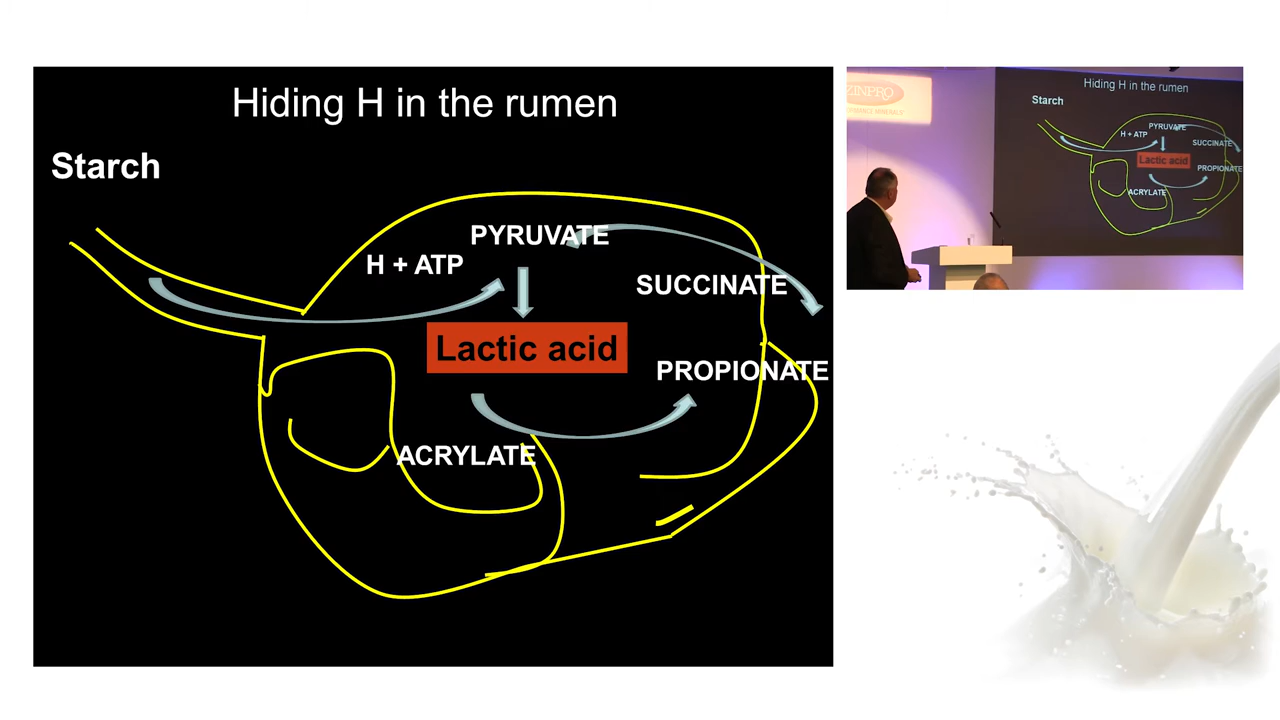 Hiding H in the rumen
Starch
PYRUVATE
H + ATP
SUCCINATE
Lactic acid
PROPIONATE
ACRYLATE
ZINPRO
Hiding H in the rumen
Starch
PYRUVATE
H + ATP
SUCCINATE
Lactic acid
PROPIONATE
ACRYLATE